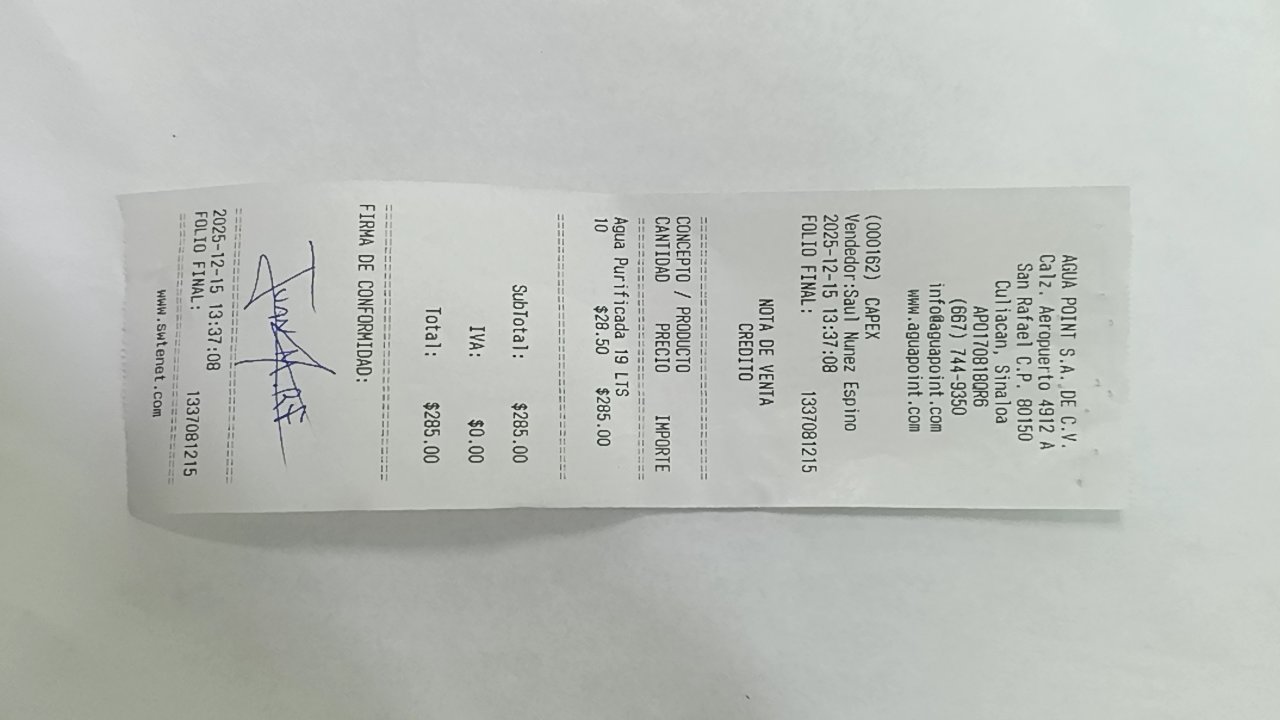 AGUA POINT S.A. DE C.V.
Calz. Aeropuerto 4912 A
San Rafael C.P. 80150
Culiacan, Sinaloa
APO170818QR6
(667) 744-9350
info@aguapoint.com
www.aguapoint.com
(000162) CAPEX
Vendedor:Saul Nunez Espino
2025-12-15 13:37:08
FOLIO FINAL: 1337081215
NOTA DE VENTA
CREDITO
CONCEPTO / PRODUCTO
CANTIDAD PRECIO IMPORTE
Agua Purificada 19 LTS
10 $28.50 $285.00
SubTotal: $285.00
IVA: $0.00
Total: $285.00
FIRMA DE CONFORMIDAD:
2025-12-15 13:37:08
FOLIO FINAL: 1337081215
www.swtenet.com